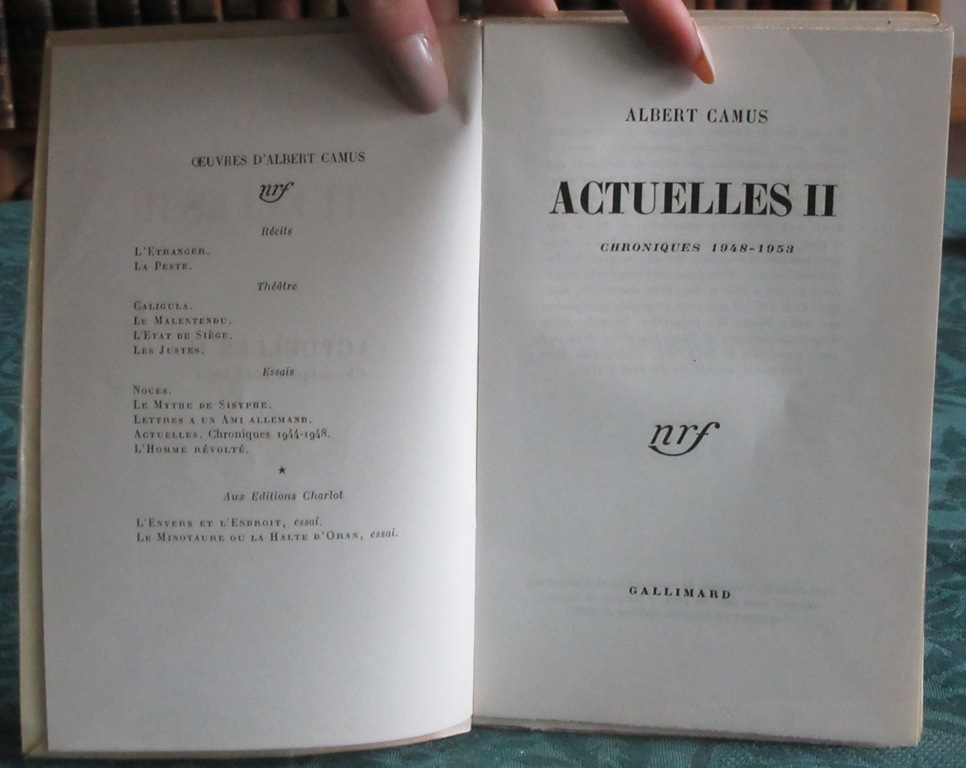 ŒUVRES D'ALBERT CAMUS
nrf
Récits
L'ETRANGER.
LA PESTE.
Théâtre
CALIGULA.
LE MALENTENDU.
L'ETAT DE SIÈGE.
LES JUSTES.
Essais
NOCES.
LE MYTHE DE SISYPHE.
LETTRES A UN AMI ALLEMAND.
ACTUELLES. Chroniques 1944-1948.
L'HOMME RÉVOLTÉ.
★
Aux Editions Charlot
L'ENVERS ET L'ENDROIT, essai.
LE MINOTAURE OU LA HALTE D'ORAN, essai.
ALBERT CAMUS
ACTUELLES II
CHRONIQUES 1948-1953
nrf
GALLIMARD